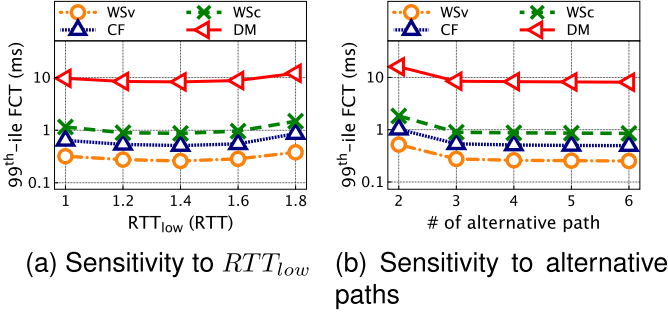 WSv WSc
CF DM
99th-ile FCT (ms)
10
1
0.1
1 1.2 1.4 1.6 1.8
RTTlow (RTT)
(a) Sensitivity to RTTlow
WSv WSc
CF DM
99th-ile FCT (ms)
10
1
0.1
2 3 4 5 6
# of alternative path
(b) Sensitivity to alternative
paths